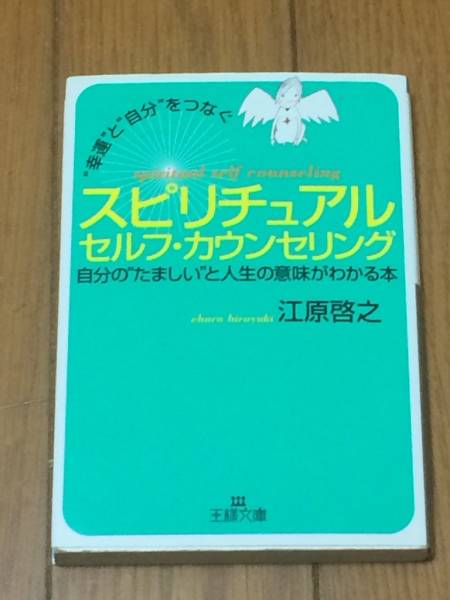 "幸運"と"自分"をつなぐ
spiritual self counseling
スピリチュアル
セルフ・カウンセリング
自分の"たましい"と人生の意味がわかる本
ehara hiroyuki 江原啓之
王様文庫